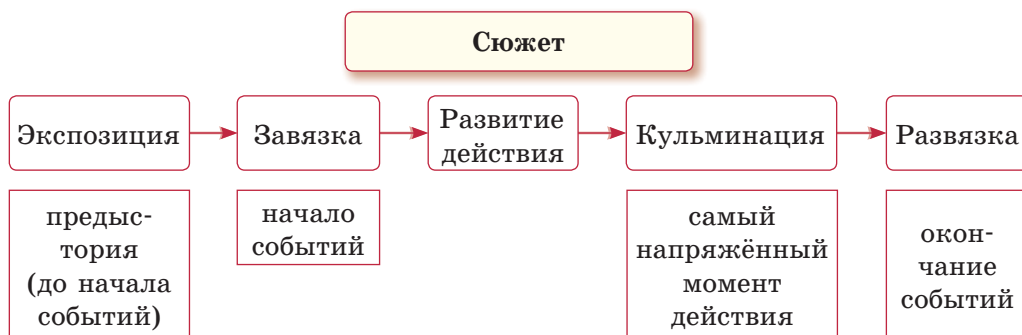 Сюжет
Экспозиция
Завязка
Развитие
действия
Кульминация
Развязка
предыс-
тория
(до начала
событий)
начало
событий
самый
напряжённый
момент
действия
окон-
чание
событий